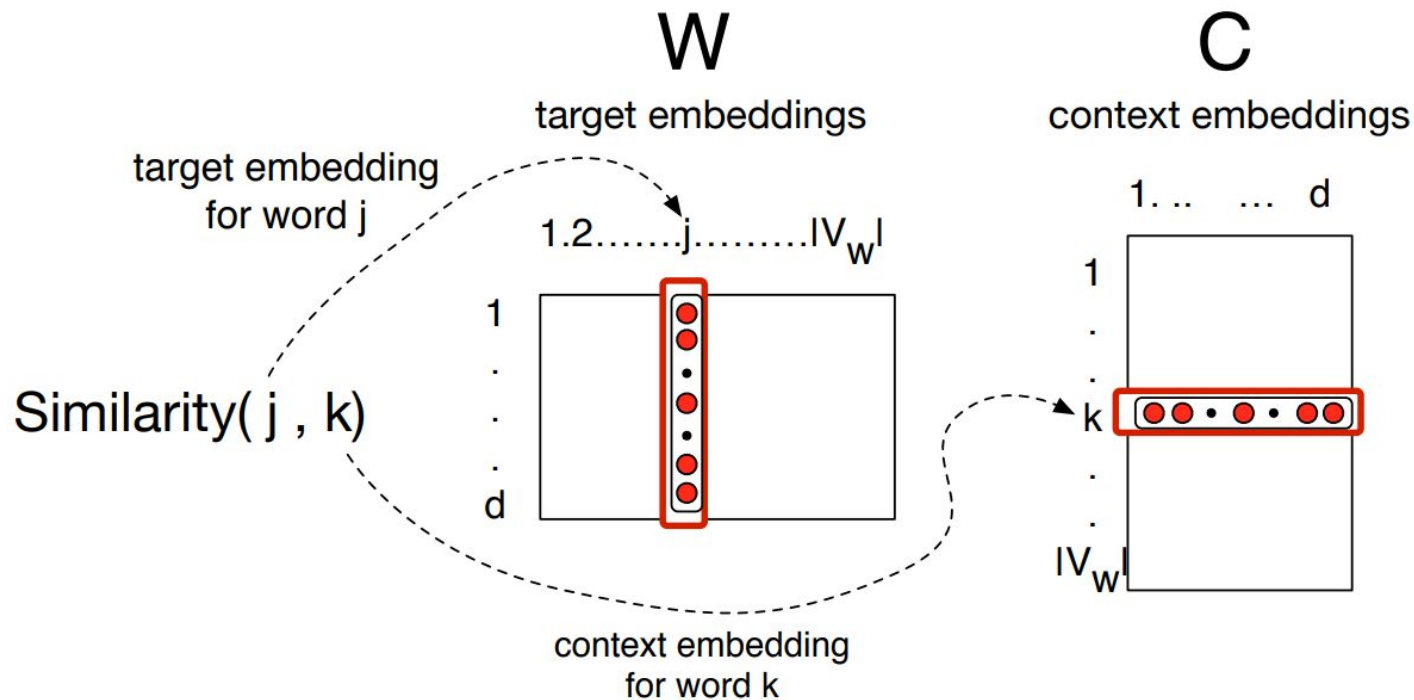 W
target embeddings
C
context embeddings
target embedding
for word j
1. .. ... d
1.2.......j.........|Vw|
1
.
.
k
.
.
|Vw|
1
.
.
.
d
Similarity( j , k)
context embedding
for word k